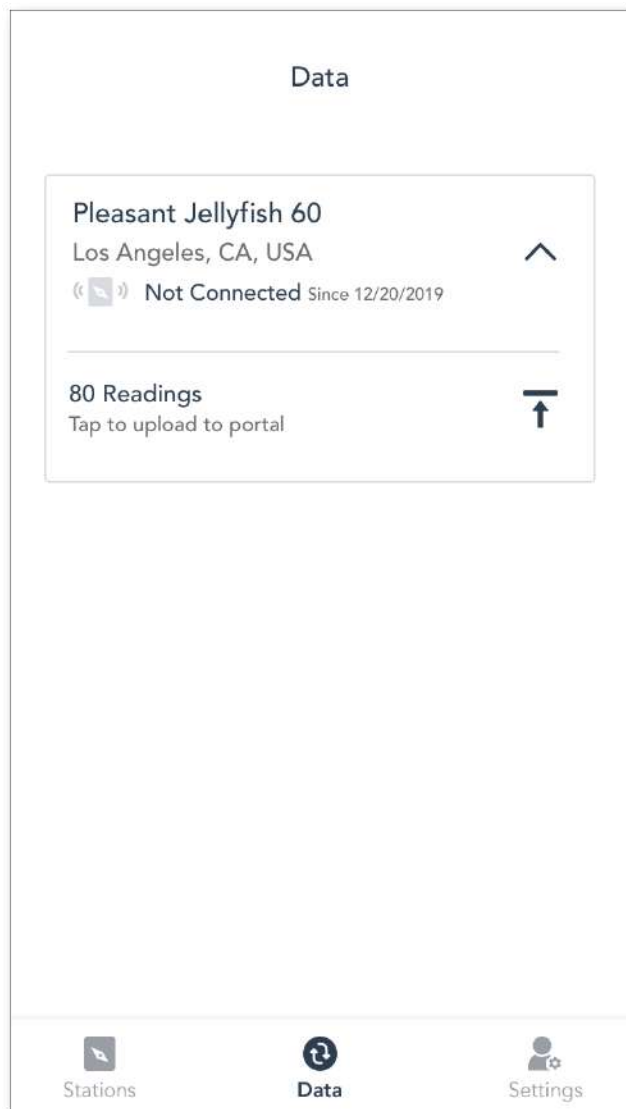 Data
Pleasant Jellyfish 60
Los Angeles, CA, USA
Not Connected Since 12/20/2019
80 Readings
Tap to upload to portal
Stations Data Settings